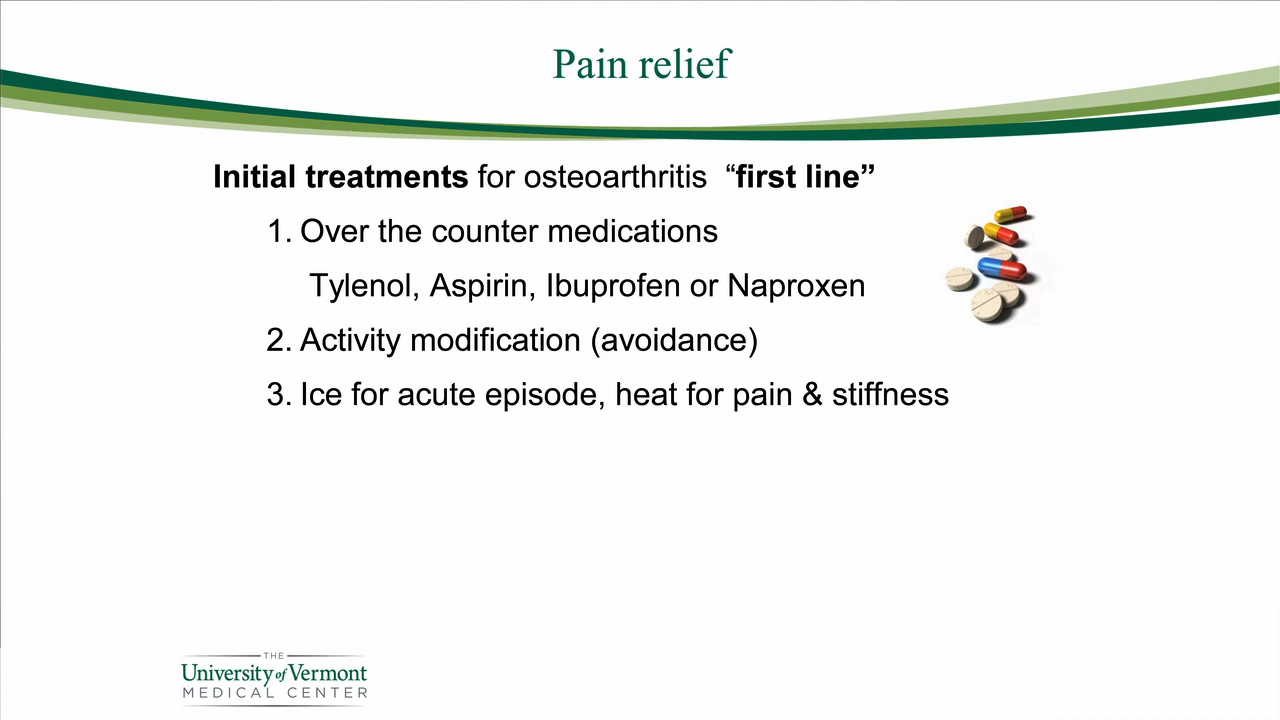 Pain relief
Initial treatments for osteoarthritis “first line”
1. Over the counter medications
Tylenol, Aspirin, Ibuprofen or Naproxen
2. Activity modification (avoidance)
3. Ice for acute episode, heat for pain & stiffness
THE
University of Vermont
MEDICAL CENTER